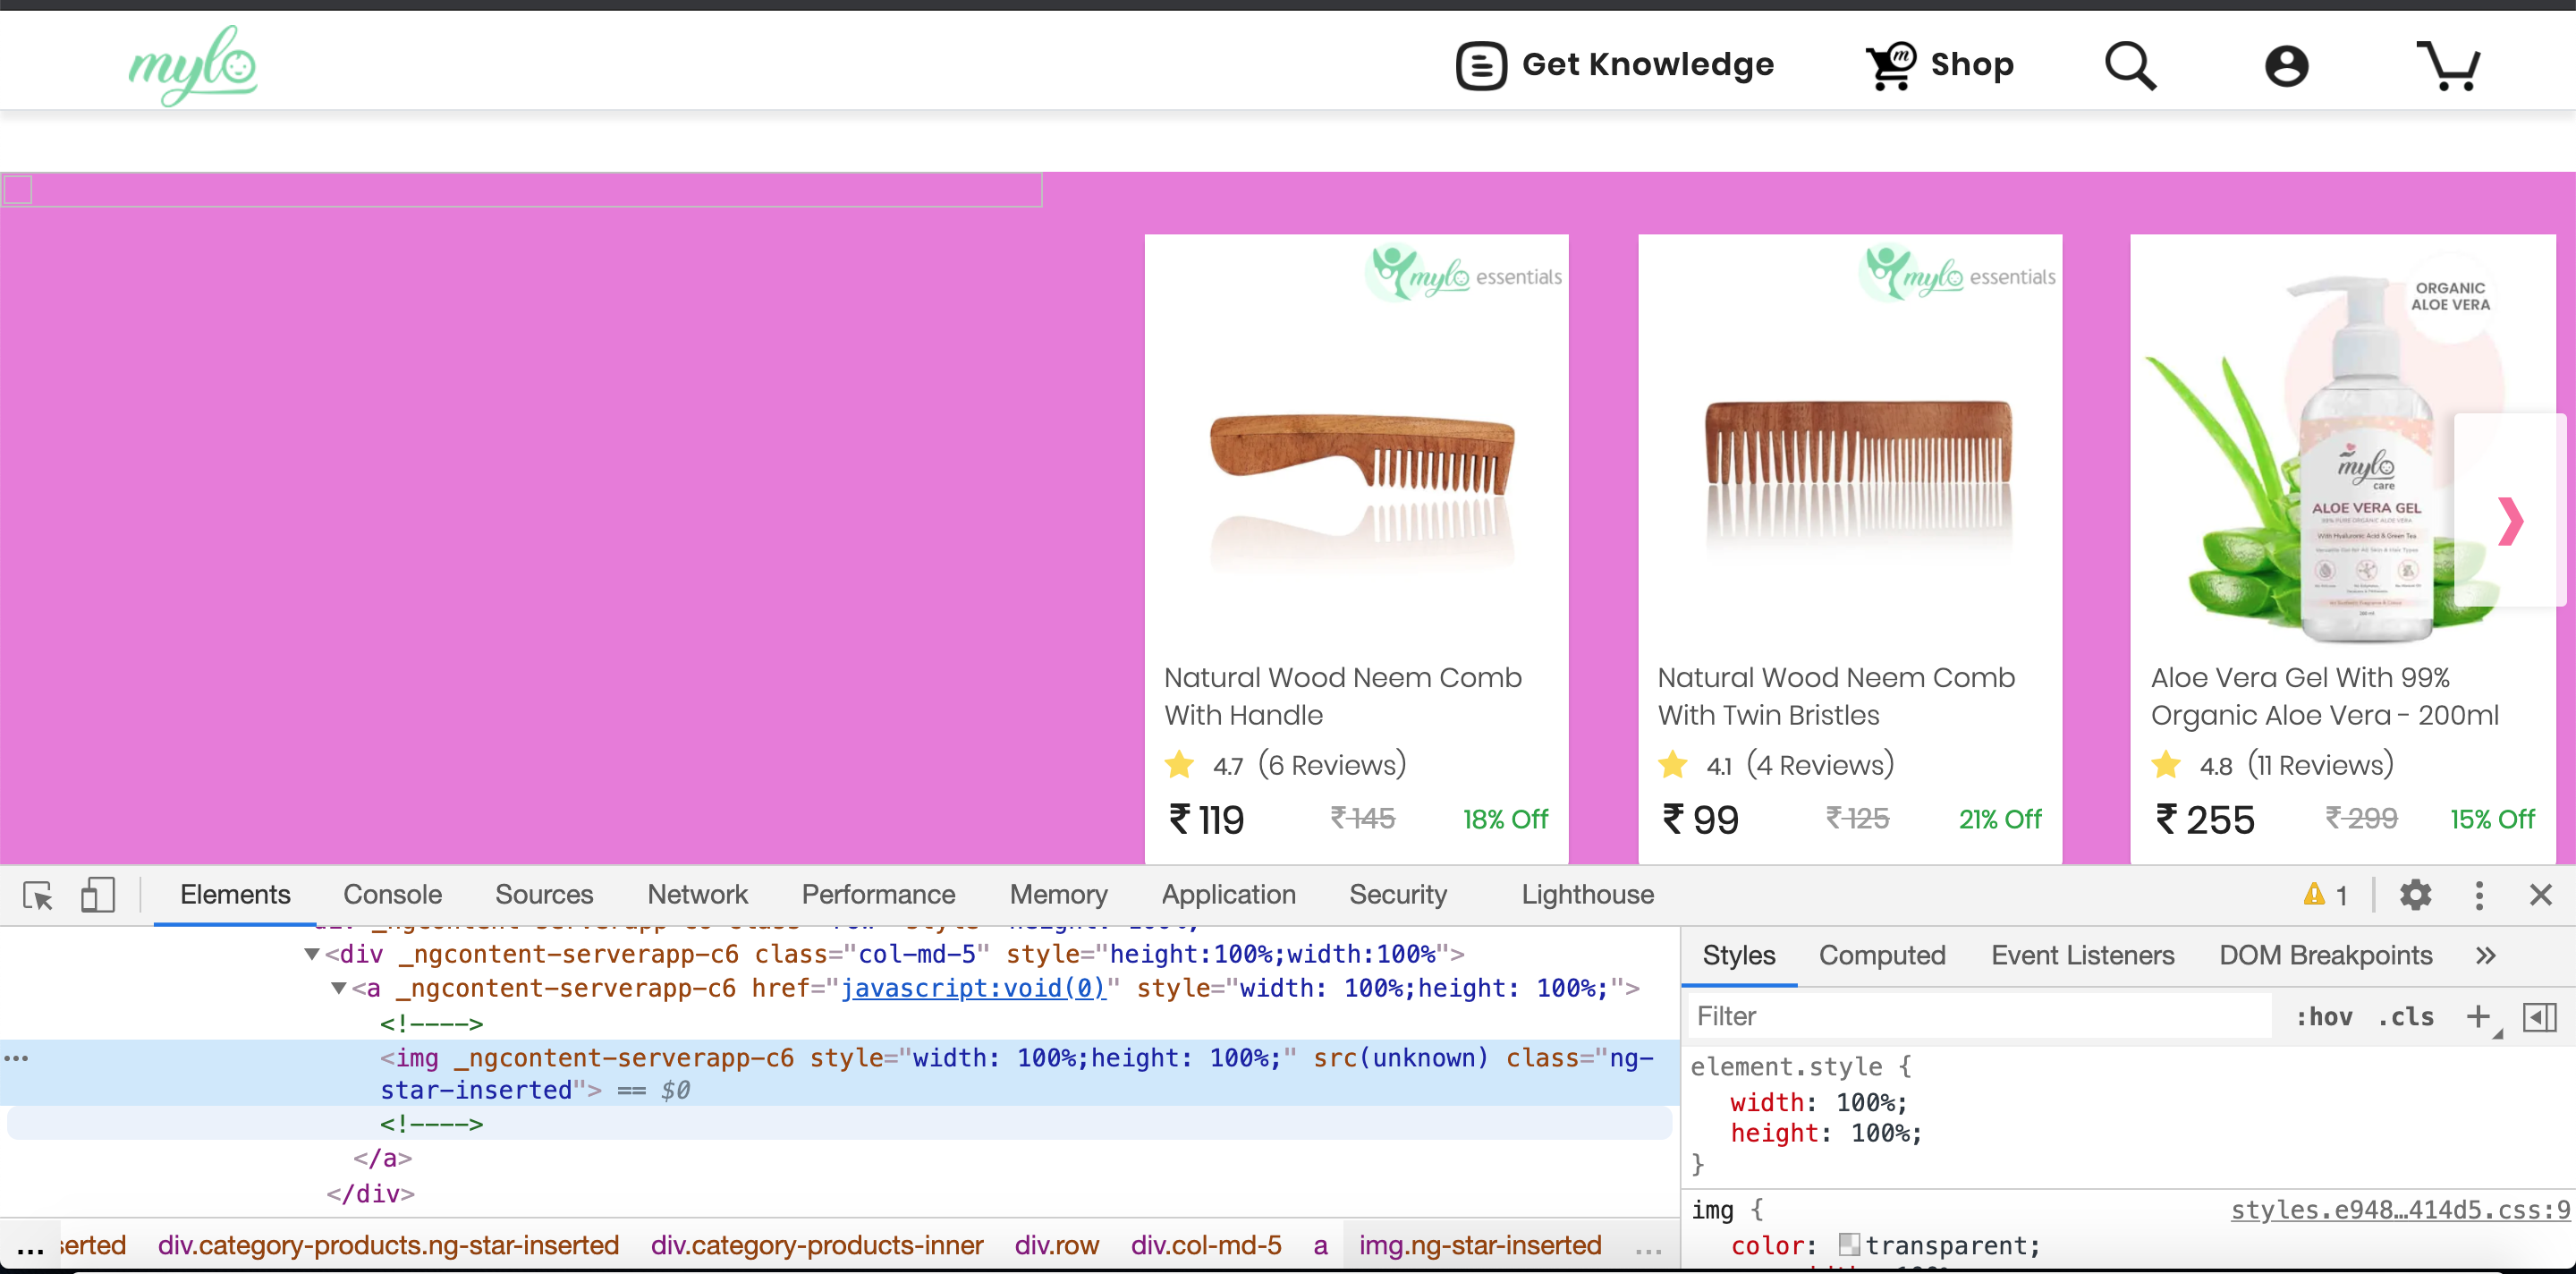 mylo
Get Knowledge
Shop
mylo essentials
mylo essentials
ORGANIC
ALOE VERA
mylo
care
ALOE VERA GEL
With Hyaluronic Acid & Green Tea
Natural Wood Neem Comb
With Handle
4.7 (6 Reviews)
₹ 119 ₹ 145 18% Off
Natural Wood Neem Comb
With Twin Bristles
4.1 (4 Reviews)
₹ 99 ₹ 125 21% Off
Aloe Vera Gel With 99%
Organic Aloe Vera - 200ml
4.8 (11 Reviews)
₹ 255 ₹ 299 15% Off
Elements Console Sources Network Performance Memory Application Security Lighthouse 1
<div _ngcontent-serverapp-c6 class="col-md-5" style="height:100%;width:100%">
<a _ngcontent-serverapp-c6 href="javascript:void(0)" style="width: 100%;height: 100%;">
<!---->
<img _ngcontent-serverapp-c6 style="width: 100%;height: 100%;" src(unknown) class="ng-
star-inserted"> == $0
<!---->
</a>
</div>
... serted div.category-products.ng-star-inserted div.category-products-inner div.row div.col-md-5 a img.ng-star-inserted ...
Styles Computed Event Listeners DOM Breakpoints »
Filter :hov .cls +
element.style {
width: 100%;
height: 100%;
}
img { styles.e948…414d5.css:9
color: transparent;